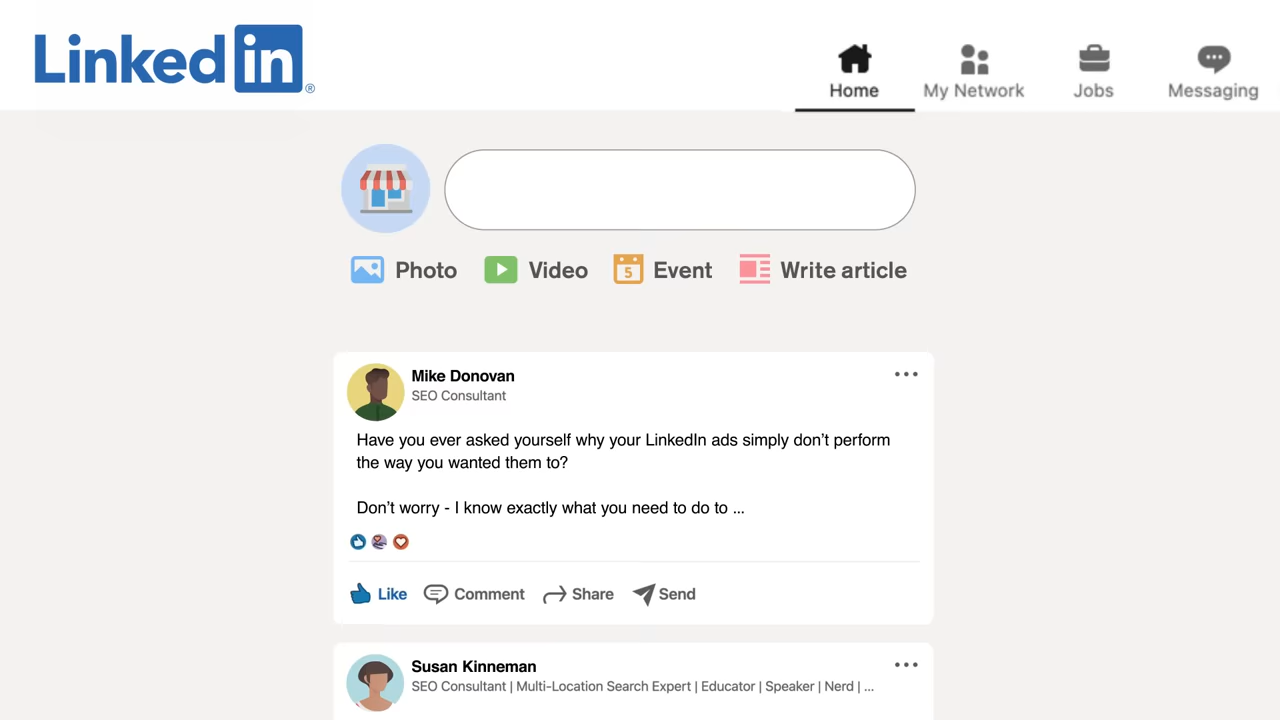 Linked in ®
Home
My Network
Jobs
Messaging
Photo
Video
5
Event
Write article
Mike Donovan
SEO Consultant
Have you ever asked yourself why your LinkedIn ads simply don’t perform
the way you wanted them to?
Don’t worry - I know exactly what you need to do to ...
Like
Comment
Share
Send
Susan Kinneman
SEO Consultant | Multi-Location Search Expert | Educator | Speaker | Nerd | ...